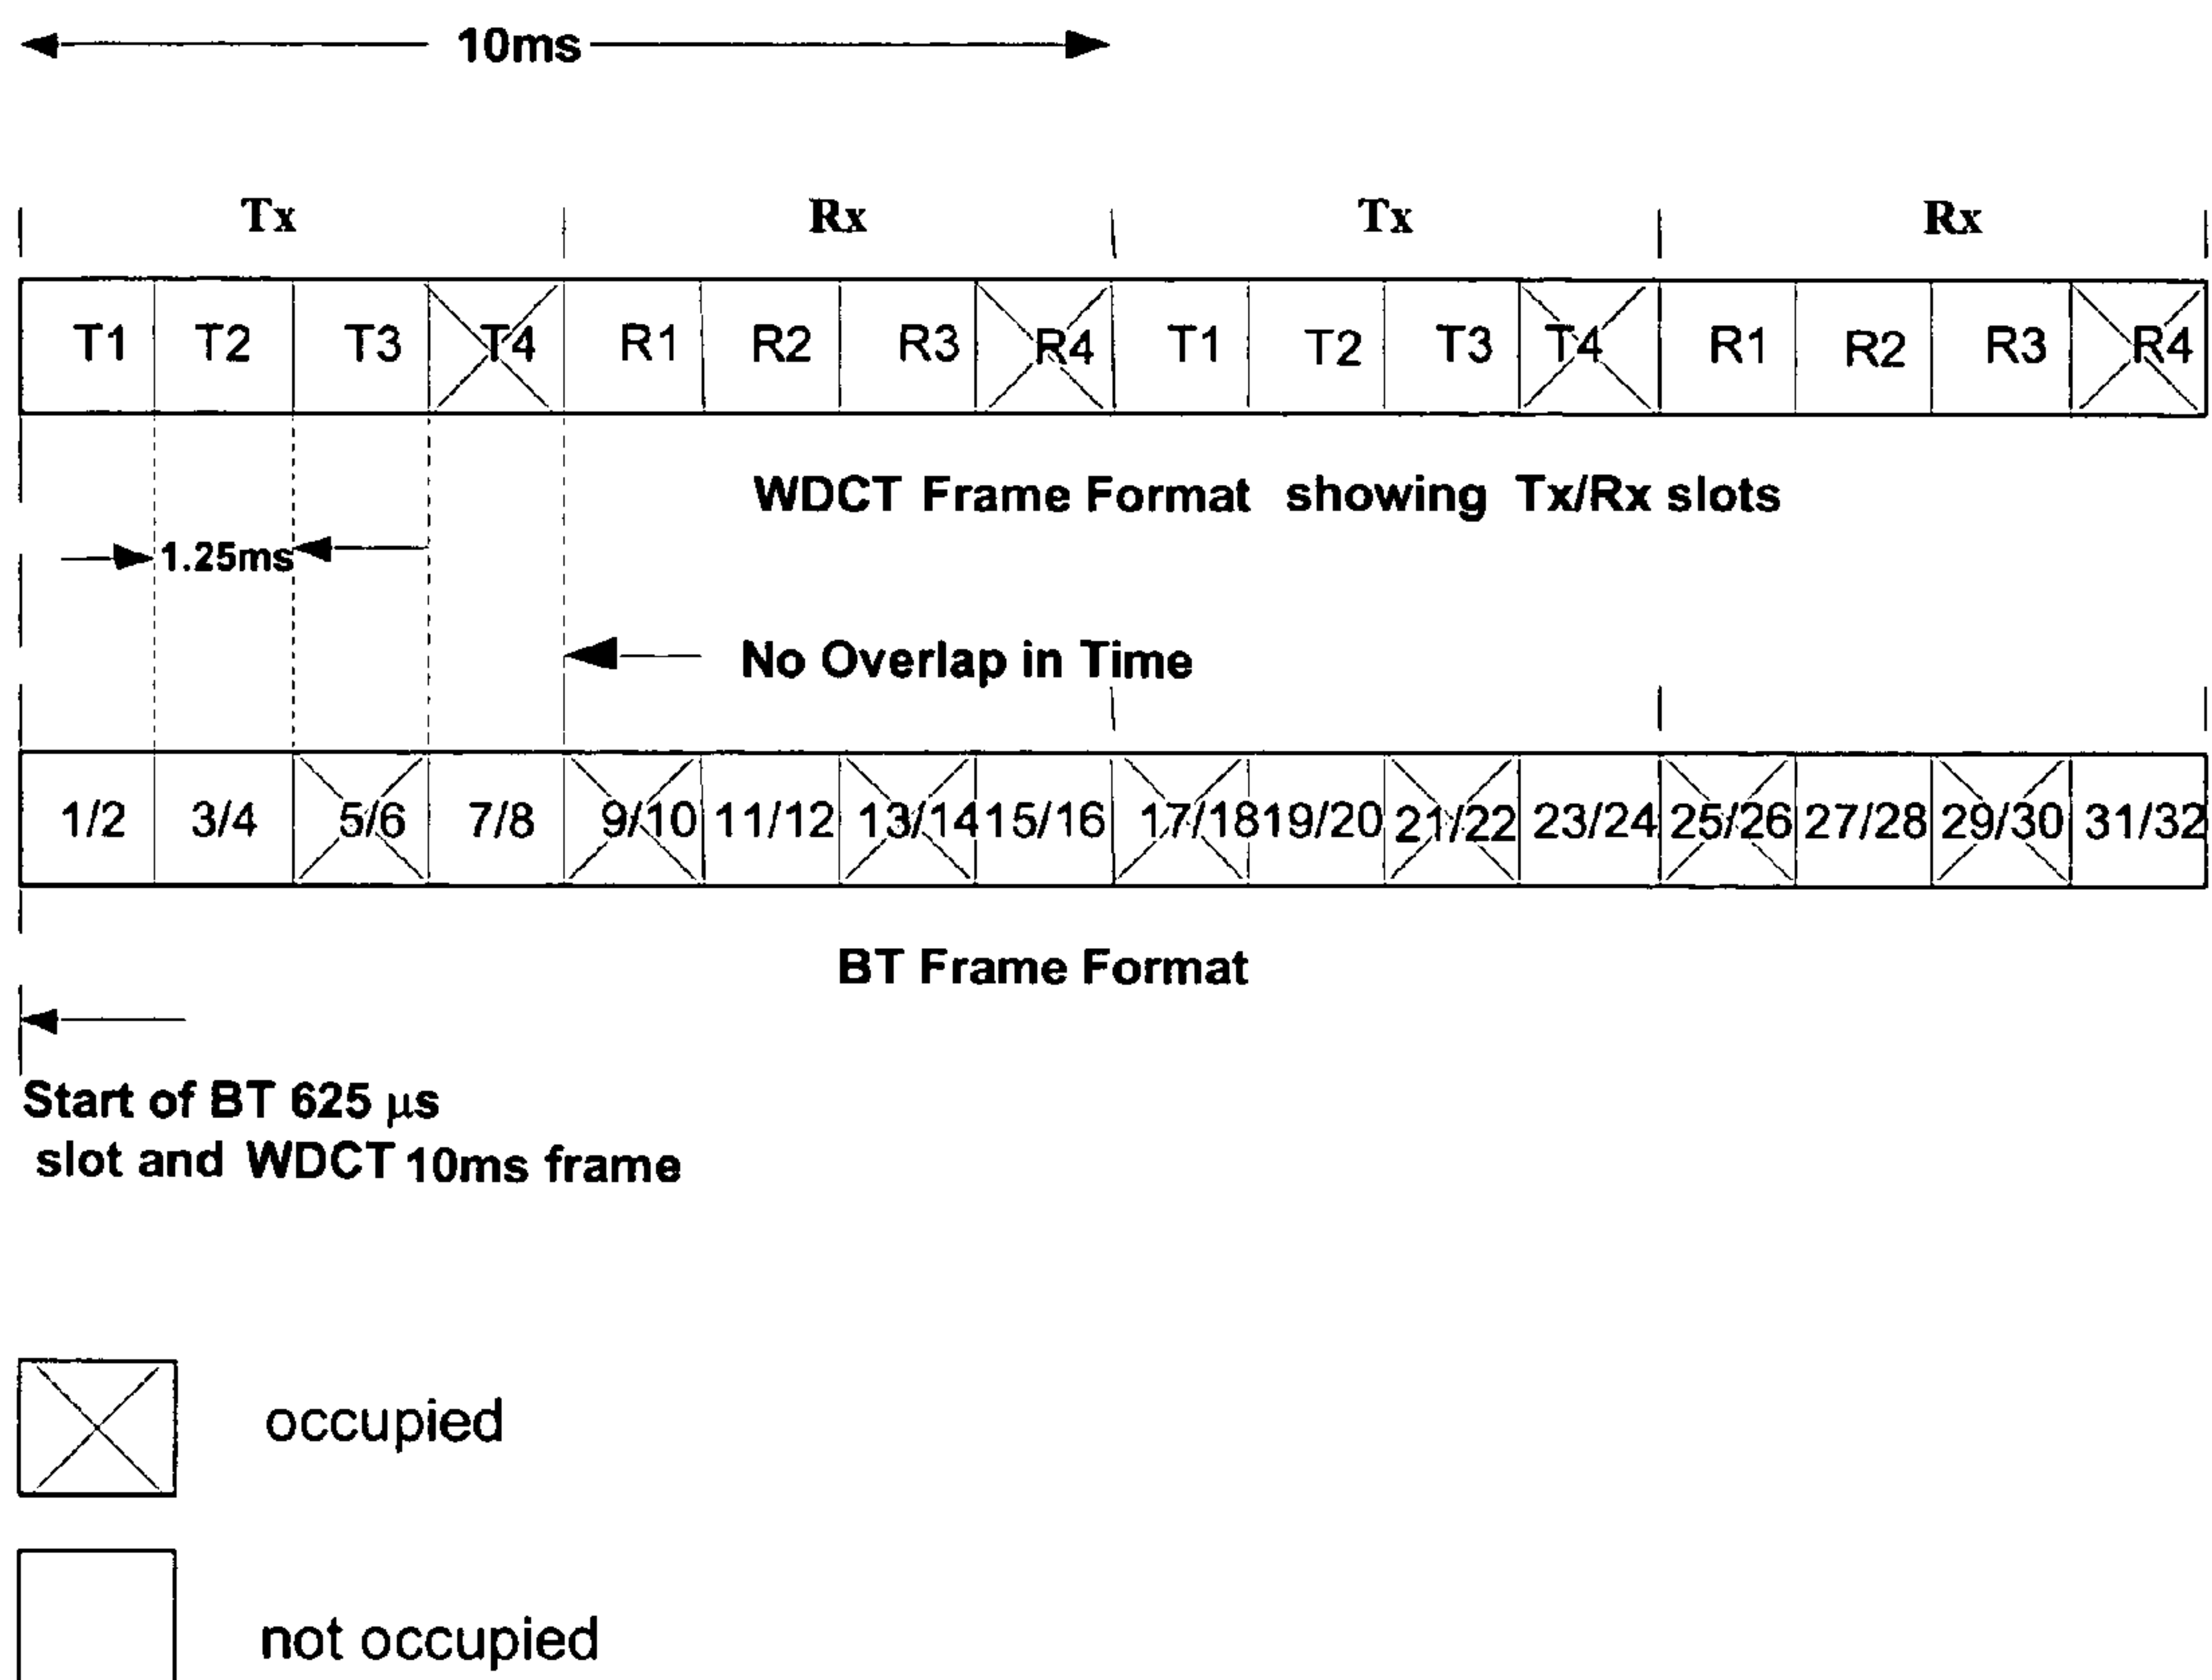 10ms
Tx Rx Tx Rx
T1 T2 T3 T4 R1 R2 R3 R4 T1 T2 T3 T4 R1 R2 R3 R4
WDCT Frame Format showing Tx/Rx slots
1.25ms
No Overlap in Time
1/2 3/4 5/6 7/8 9/10 11/12 13/14 15/16 17/18 19/20 21/22 23/24 25/26 27/28 29/30 31/32
BT Frame Format
Start of BT 625 μs
slot and WDCT 10ms frame
occupied
not occupied